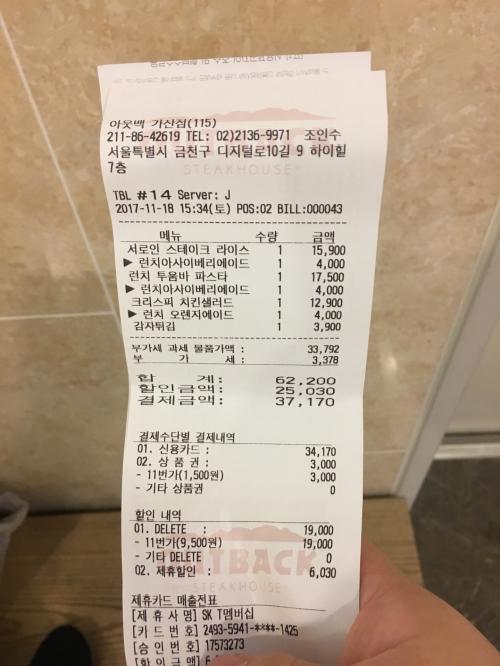 아웃백 가산점(115)
211-86-42619 TEL: 02)2136-9971 조인수
서울특별시 금천구 디지털로10길 9 하이힐
7층
STEAKHOUSE
TBL #14 Server: J
2017-11-18 15:34(토) POS:02 BILL:000043
메뉴 수량 금액
서로인 스테이크 라이스 1 15,900
▶ 런치아사이베리에이드 1 4,000
런치 투움바 파스타 1 17,500
▶ 런치아사이베리에이드 1 4,000
크리스피 치킨샐러드 1 12,900
▶ 런치 오렌지에이드 1 4,000
감자튀김 1 3,900
부가세 과세 물품가액 : 33,792
부 가 세 : 3,378
합 계: 62,200
할인금액: 25,030
결제금액: 37,170
결제수단별 결제내역
01. 신용카드 : 34,170
02. 상 품 권 : 3,000
- 11번가(1,500원) 3,000
- 기타 상품권 0
할인 내역
01. DELETE : 19,000
- 11번가(9,500원) 19,000
- 기타 DELETE 0
OUTBACK
02. 제휴할인 : 6,030
STEAKHOUSE
제휴카드 매출전표
[제 휴 사 명] SK T멤버십
[카 드 번 호] 2493-5941-****-1425
[승 인 번 호] 17573273
[할 인 금 액]